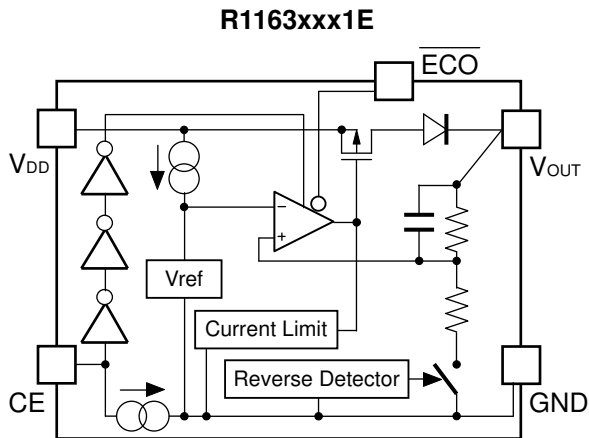 R1163xxx1E
ECO
VDD
VOUT
−
+
Vref
Current Limit
Reverse Detector
CE
GND